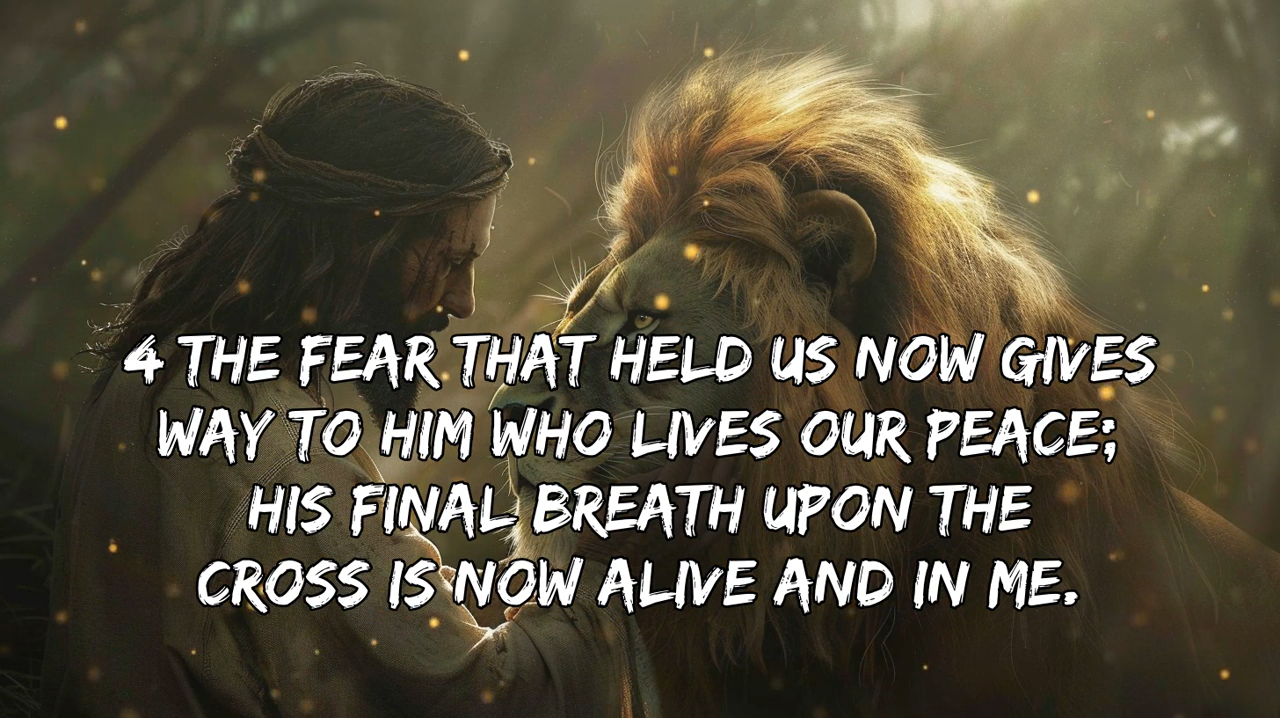 4 THE FEAR THAT HELD US NOW GIVES
WAY TO HIM WHO LIVES OUR PEACE;
HIS FINAL BREATH UPON THE
CROSS IS NOW ALIVE AND IN ME.